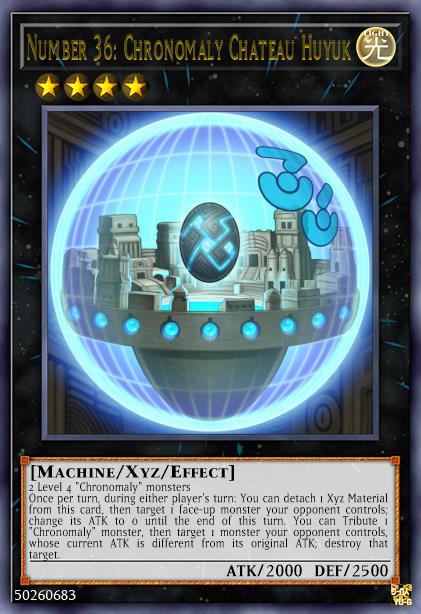 Number 36: Chronomaly Chateau Huyuk
LIGHT
光
[Machine/Xyz/Effect]
2 Level 4 "Chronomaly" monsters
Once per turn, during either player's turn: You can detach 1 Xyz Material
from this card, then target 1 face-up monster your opponent controls;
change its ATK to 0 until the end of this turn. You can Tribute 1
"Chronomaly" monster, then target 1 monster your opponent controls,
whose current ATK is different from its original ATK; destroy that
target.
ATK/2000 DEF/2500
50260683